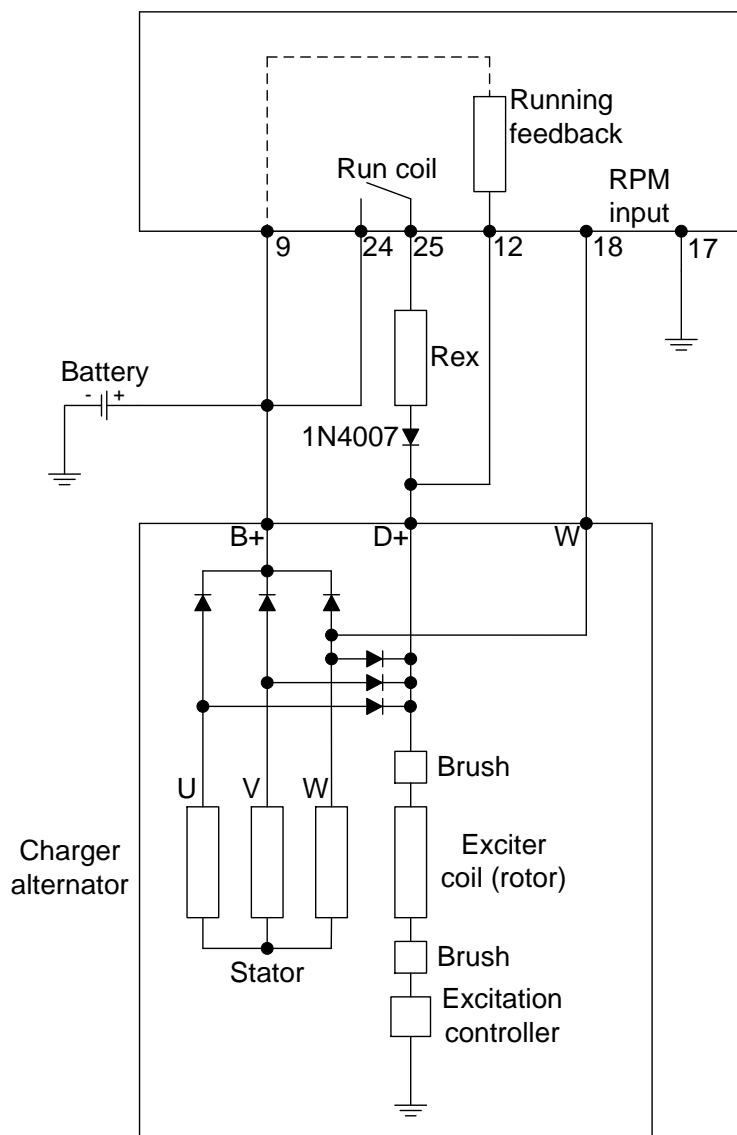 Running
feedback
Run coil
RPM
input
9
24
25
12
18
17
Rex
Battery
- +
1N4007
B+
D+
W
U
V
W
Brush
Charger
alternator
Exciter
coil (rotor)
Brush
Stator
Excitation
controller